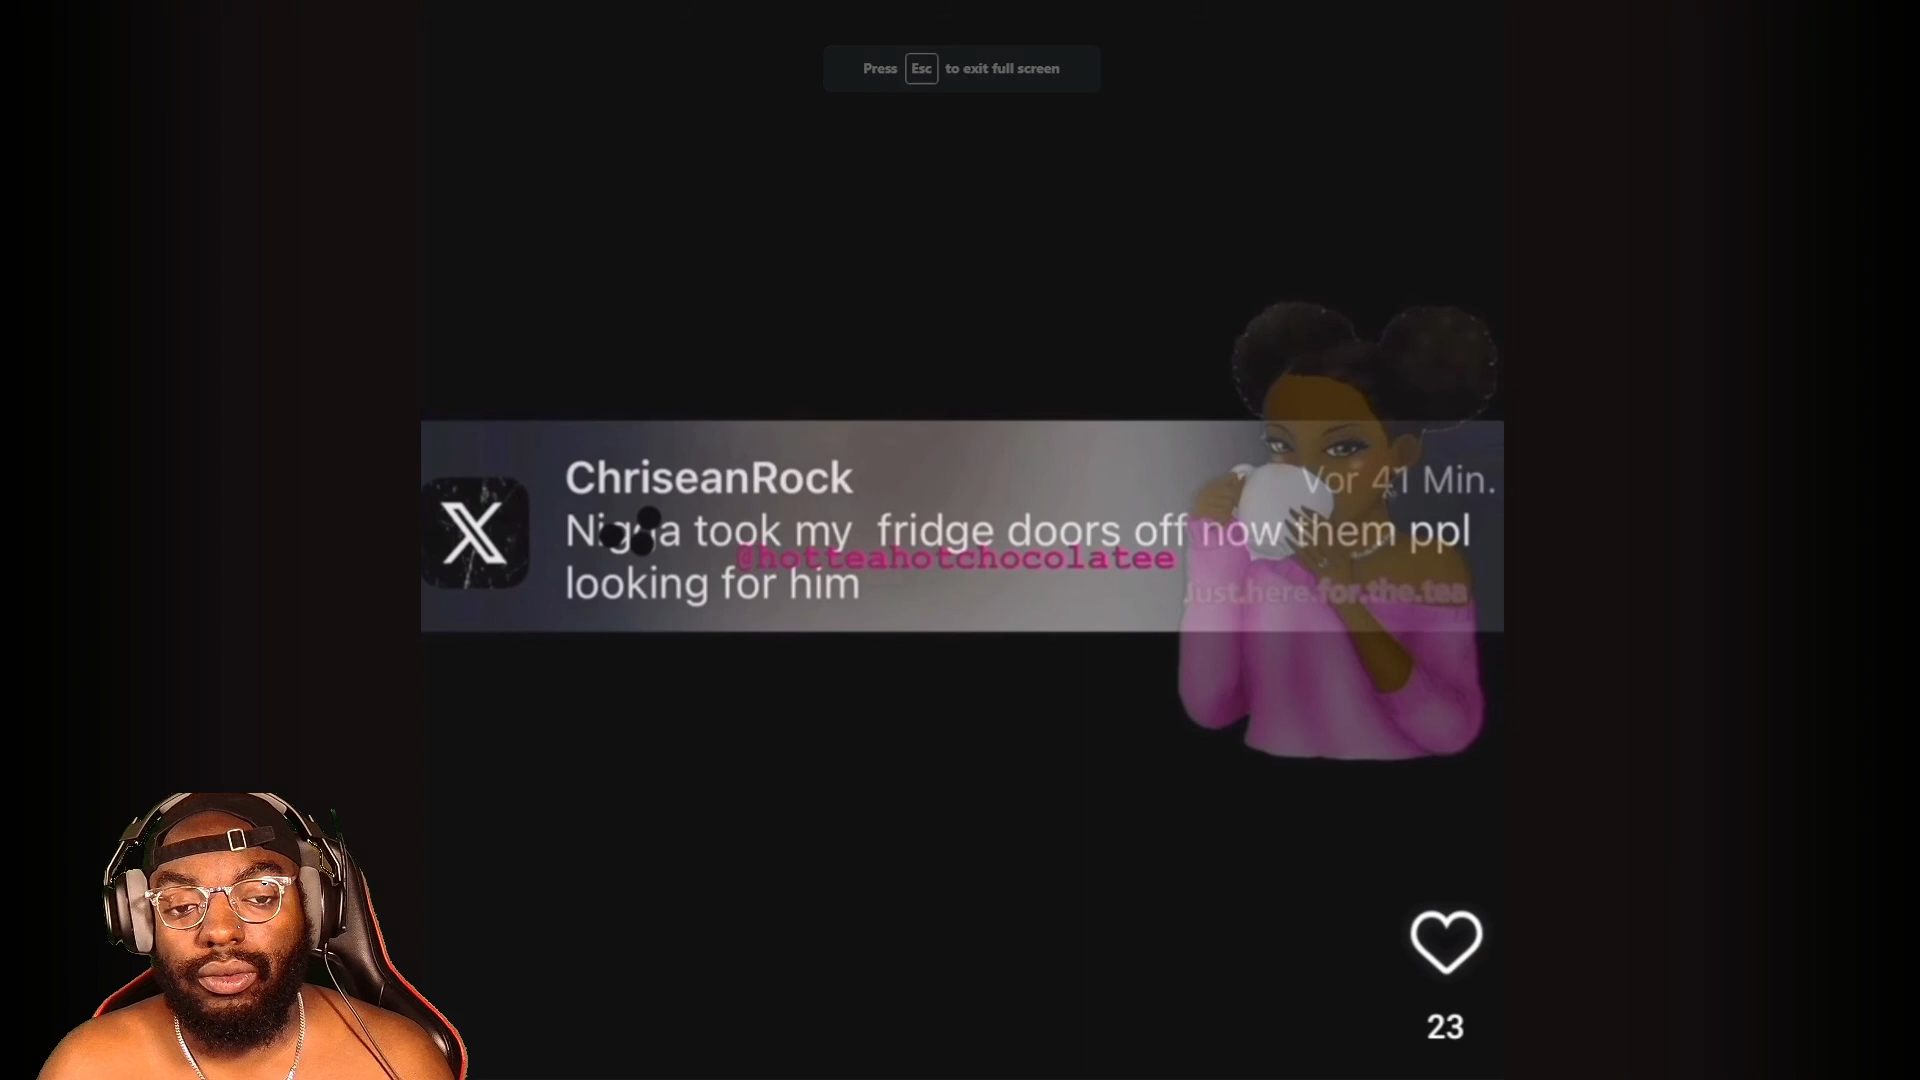 Press Esc to exit full screen
ChriseanRock
Vor 41 Min.
Nigga took my fridge doors off now them ppl
looking for him
@hotteahotchocolatee
Just.here.for.the.tea
23